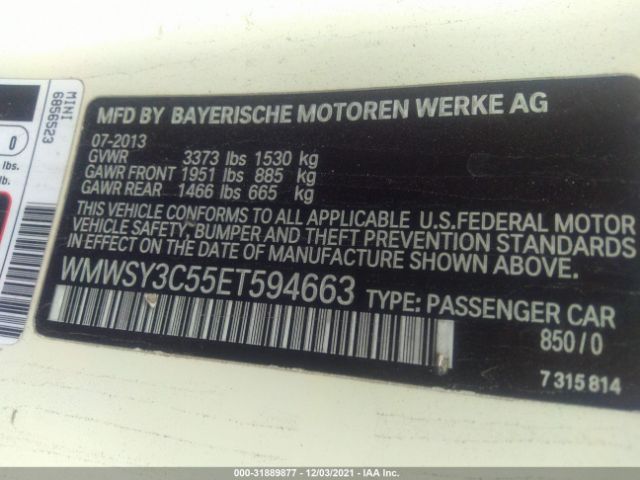 MINI
6856523
0
lbs.
lb.
MFD BY BAYERISCHE MOTOREN WERKE AG
07-2013
GVWR 3373 lbs 1530 kg
GAWR FRONT 1951 lbs 885 kg
GAWR REAR 1466 lbs 665 kg
THIS VEHICLE CONFORMS TO ALL APPLICABLE U.S.FEDERAL MOTOR
VEHICLE SAFETY, BUMPER AND THEFT PREVENTION STANDARDS
IN EFFECT ON THE DATE OF MANUFACTURE SHOWN ABOVE.
WMWSY3C55ET594663 TYPE: PASSENGER CAR
850/0
7 315 814
000-31889877 - 12/03/2021 - IAA Inc.